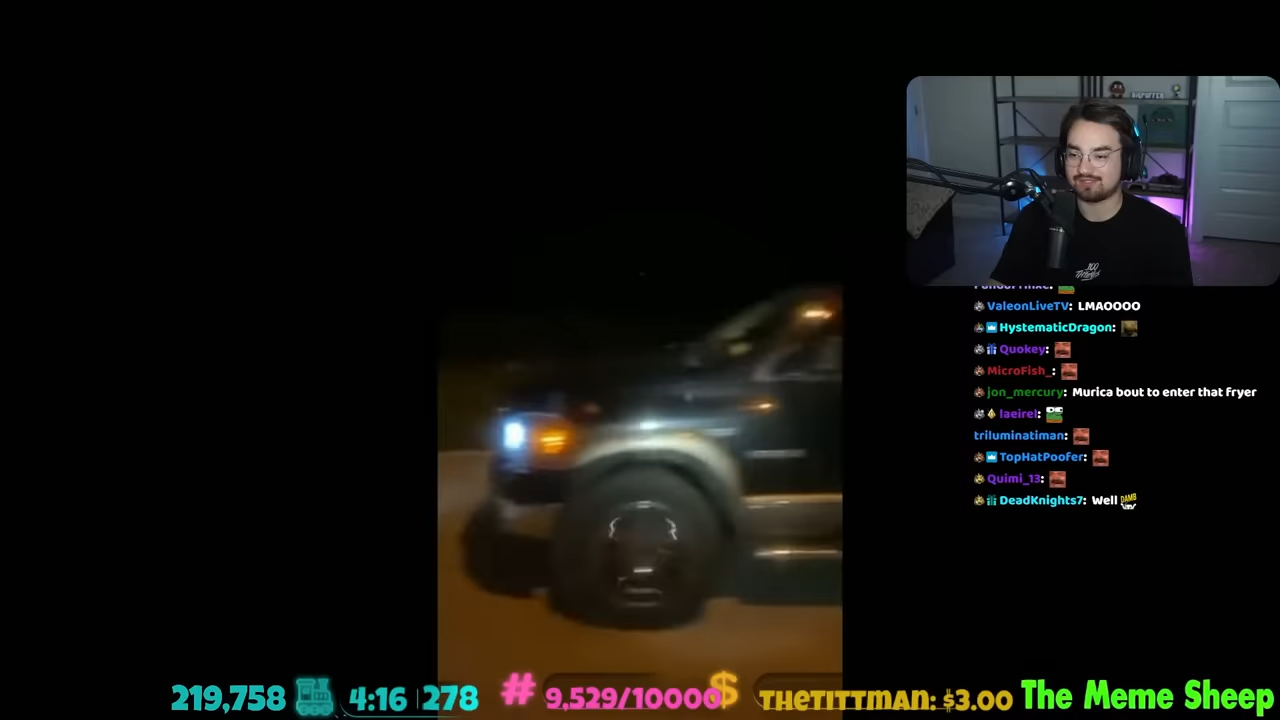 ValeonLiveTV: LMAOOOO
HystematicDragon:
Quokey:
MicroFish_:
jon_mercury: Murica bout to enter that fryer
laeirel:
triluminatiman:
TopHatPoofer:
Quimi_13:
DeadKnights7: Well
219,758 4:16 278 # 9,529/10000 $ THETITTMAN: $3.00 The Meme Sheep